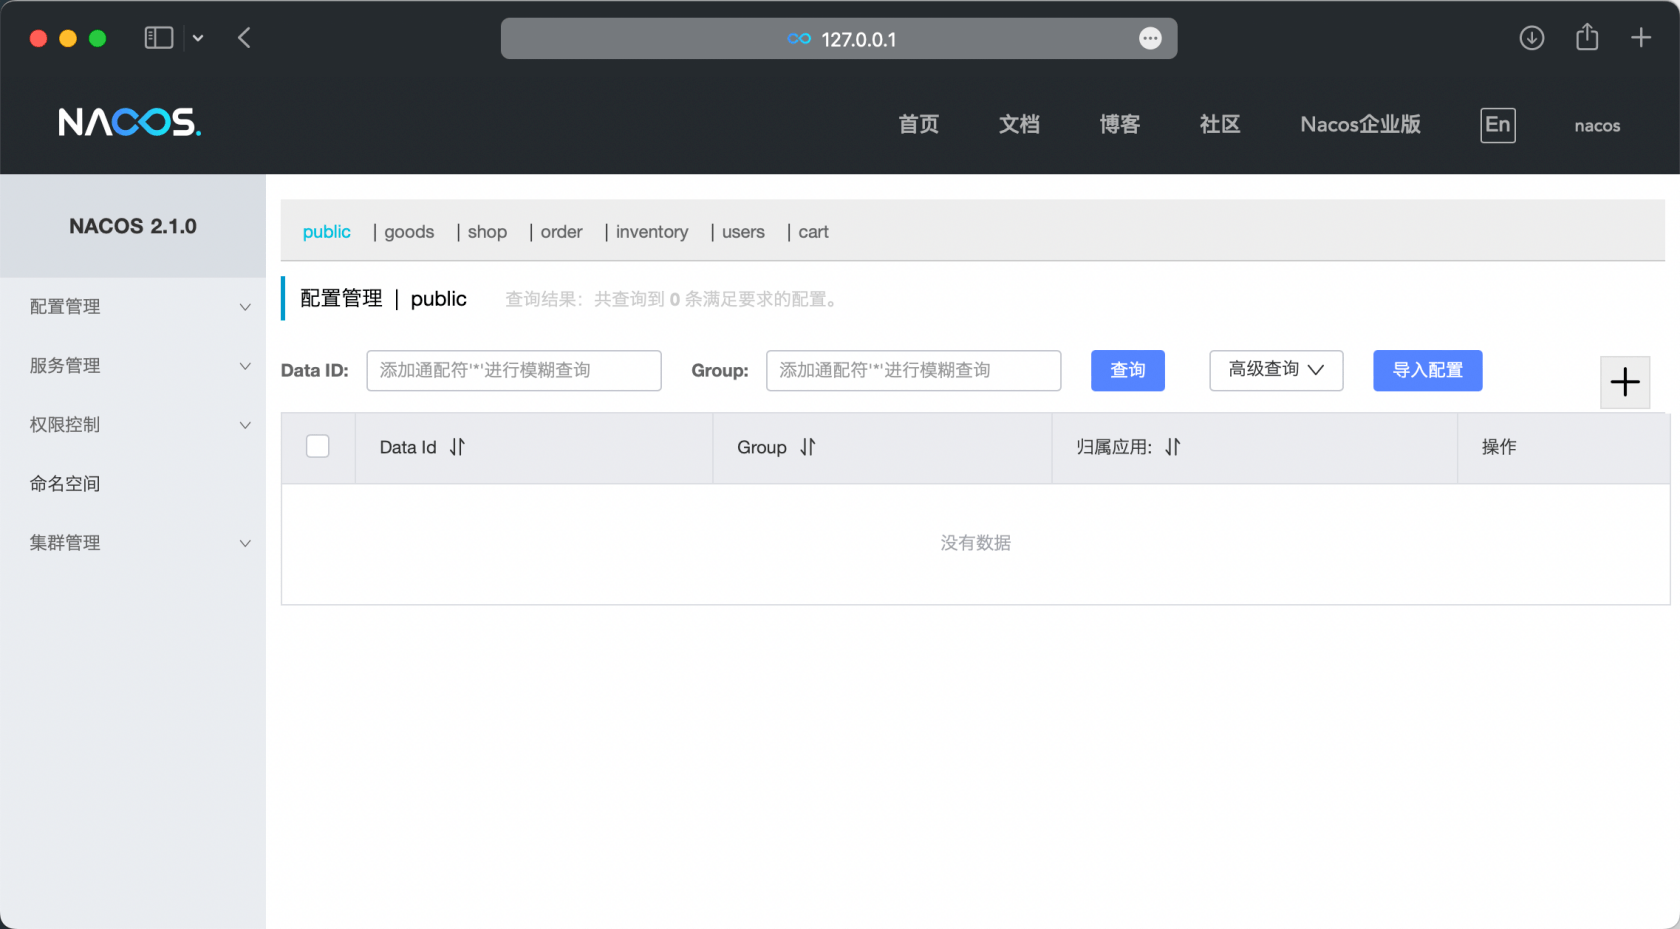 127.0.0.1
NACOS.
首页 文档 博客 社区 Nacos企业版 En nacos
NACOS 2.1.0
配置管理
服务管理
权限控制
命名空间
集群管理
public | goods | shop | order | inventory | users | cart
配置管理 | public 查询结果：共查询到 0 条满足要求的配置。
Data ID: 添加通配符'*'进行模糊查询 Group: 添加通配符'*'进行模糊查询 查询 高级查询 导入配置
Data Id Group 归属应用: 操作
没有数据